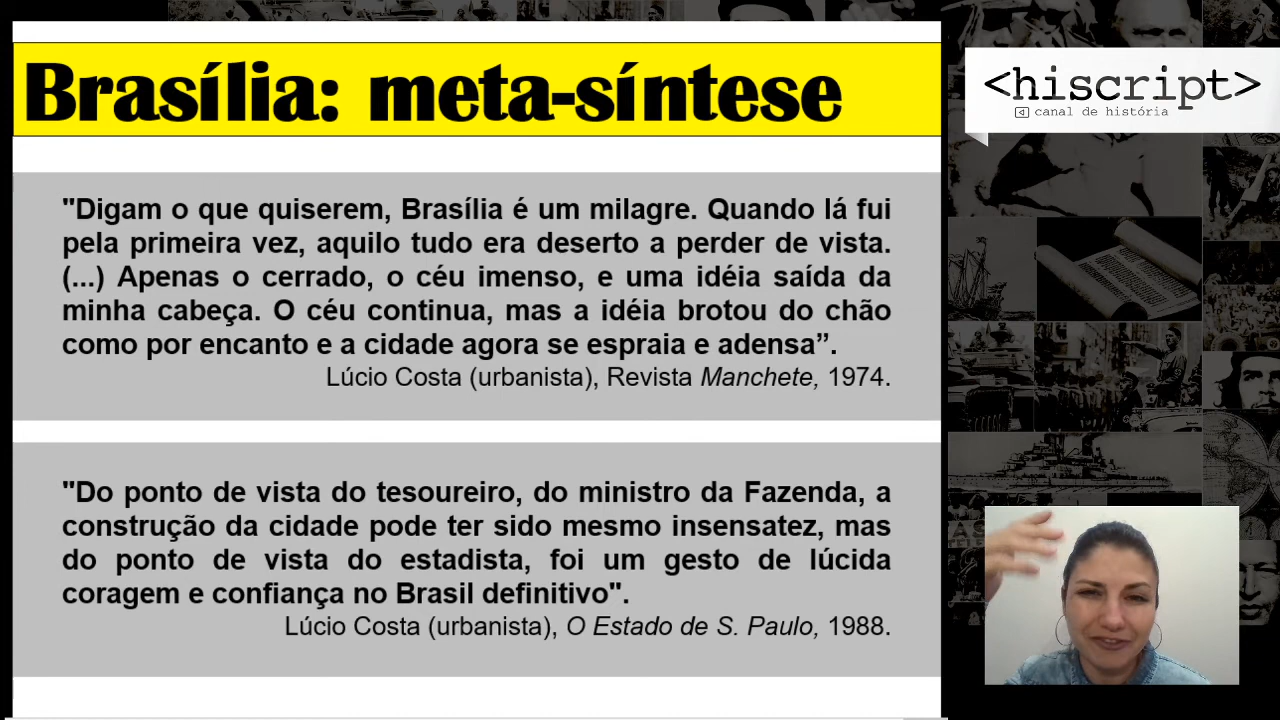 Brasília: meta-síntese
<hiscript>
canal de história
"Digam o que quiserem, Brasília é um milagre. Quando lá fui
pela primeira vez, aquilo tudo era deserto a perder de vista.
(...) Apenas o cerrado, o céu imenso, e uma idéia saída da
minha cabeça. O céu continua, mas a idéia brotou do chão
como por encanto e a cidade agora se espraia e adensa”.
Lúcio Costa (urbanista), Revista Manchete, 1974.
"Do ponto de vista do tesoureiro, do ministro da Fazenda, a
construção da cidade pode ter sido mesmo insensatez, mas
do ponto de vista do estadista, foi um gesto de lúcida
coragem e confiança no Brasil definitivo".
Lúcio Costa (urbanista), O Estado de S. Paulo, 1988.